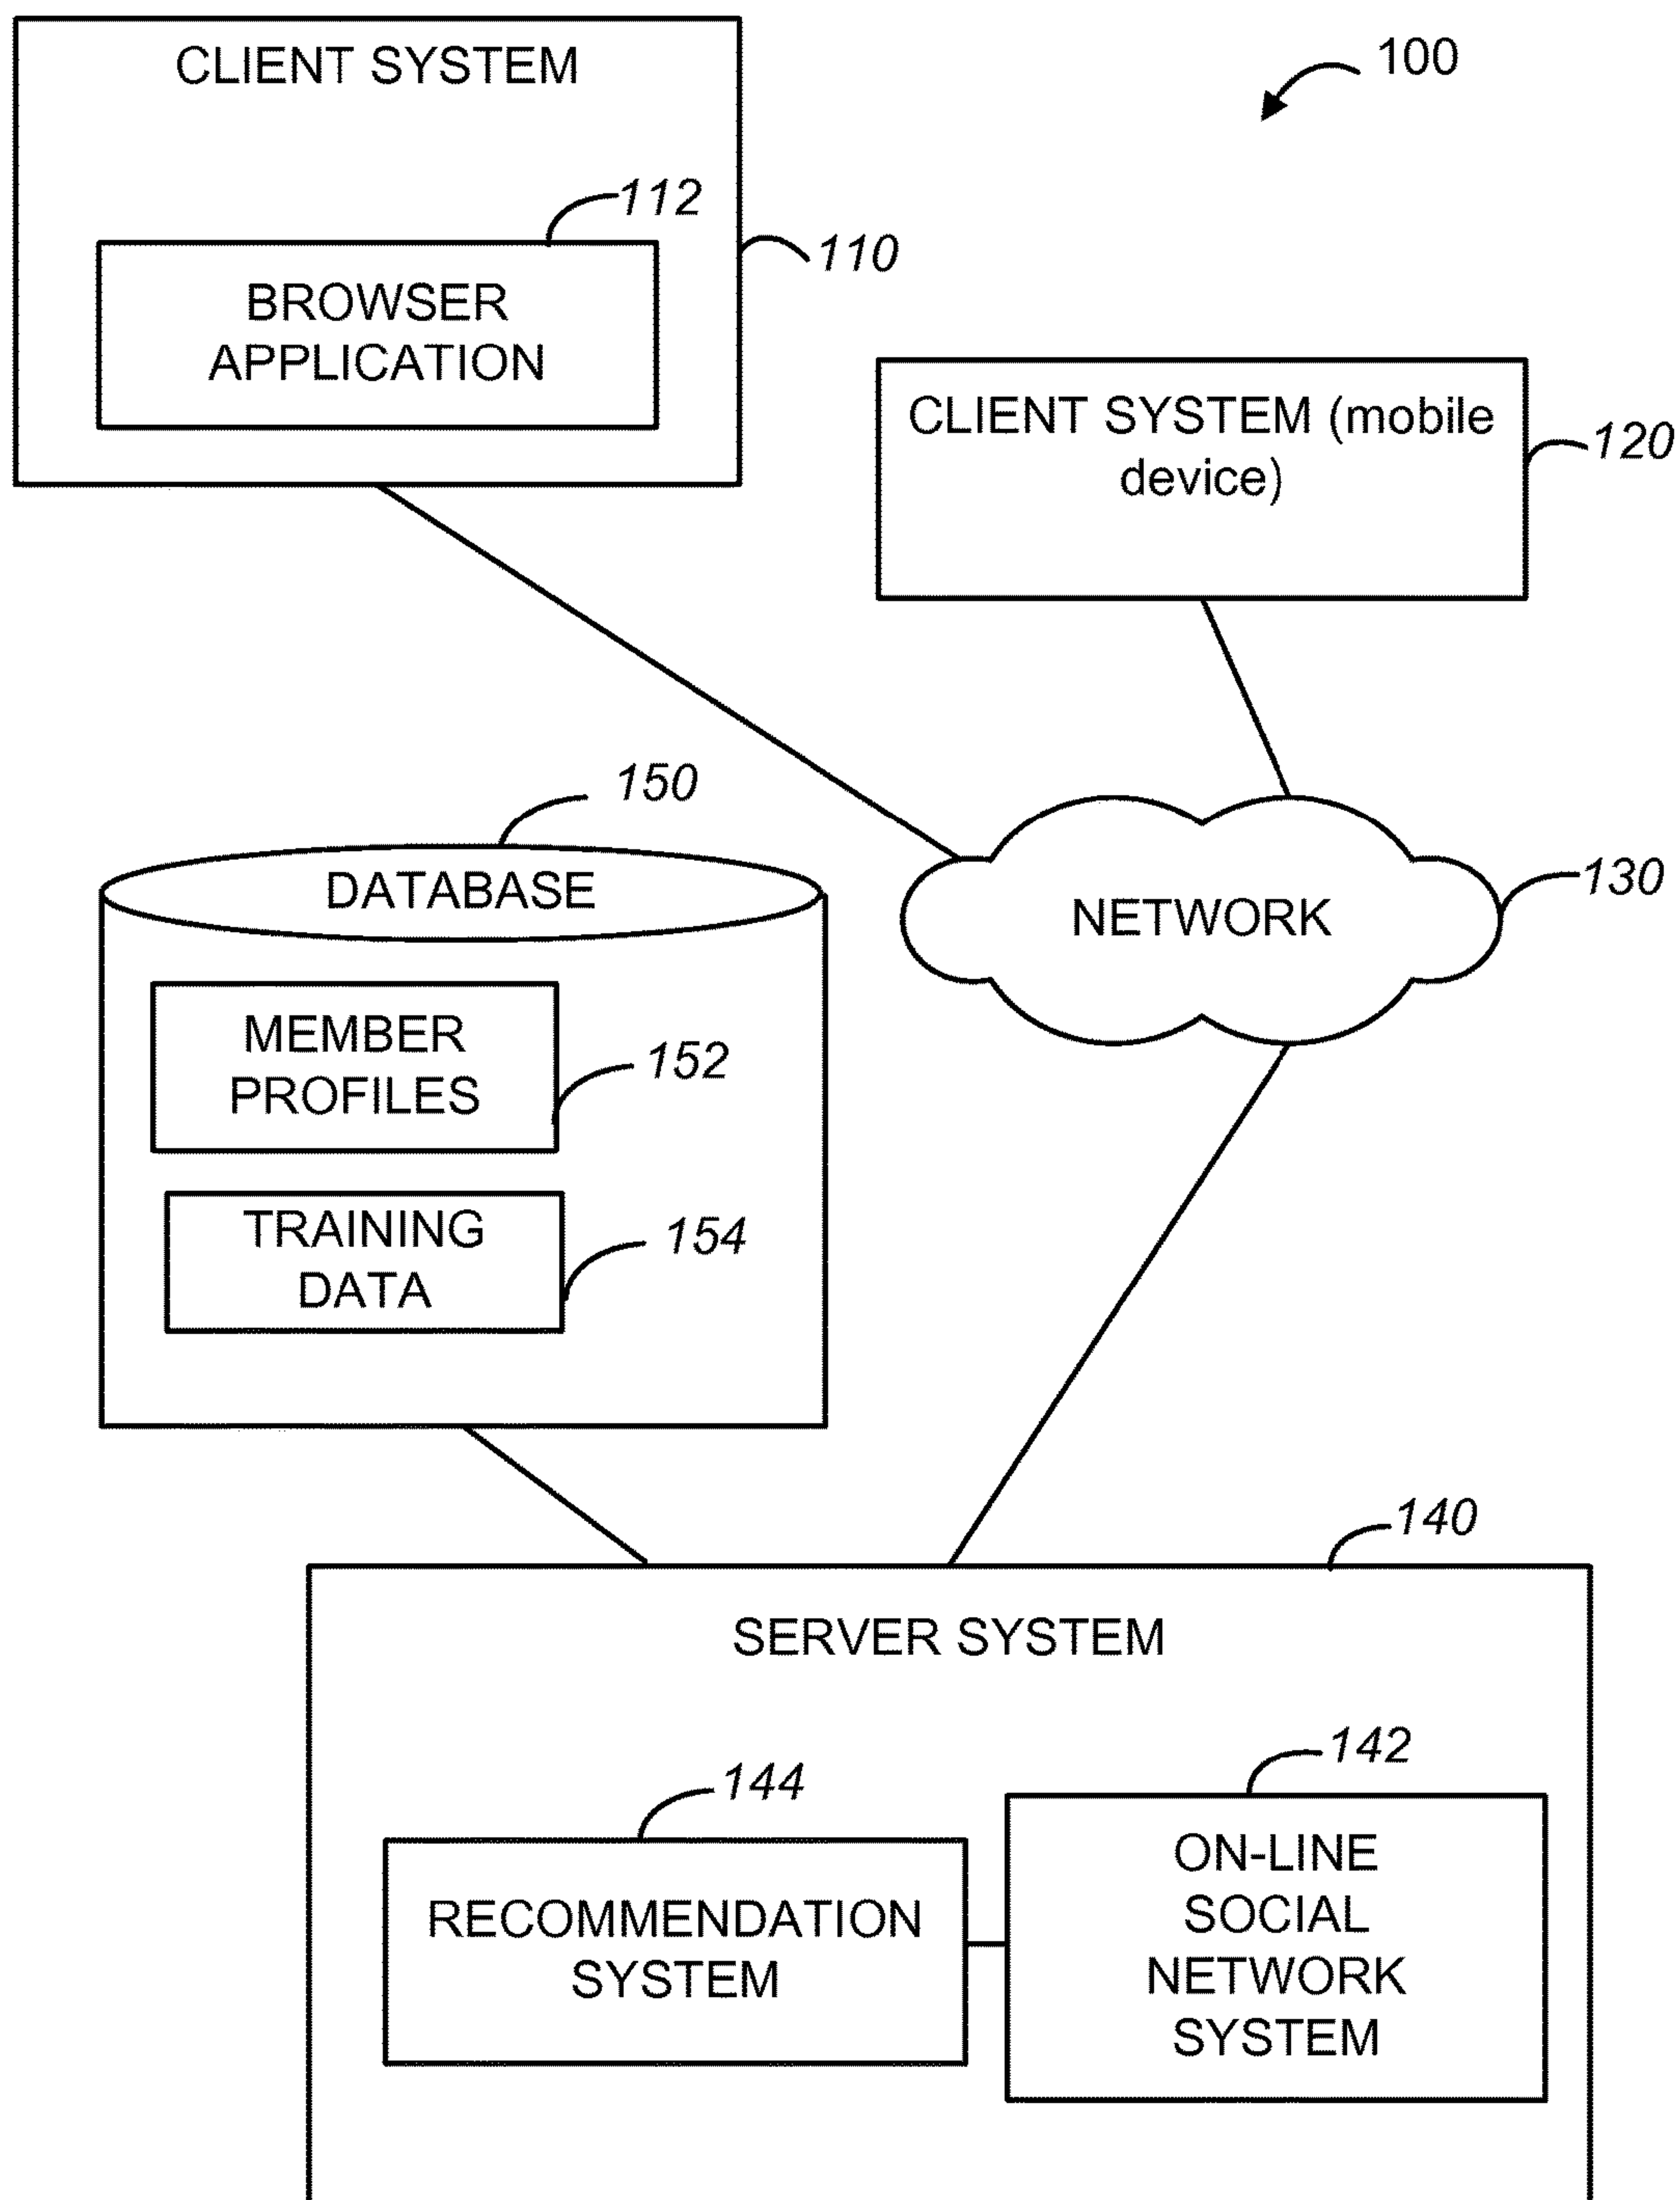 CLIENT SYSTEM
100
112
110
BROWSER
APPLICATION
CLIENT SYSTEM (mobile
device)
120
150
DATABASE
NETWORK
130
MEMBER
PROFILES
152
TRAINING
DATA
154
140
SERVER SYSTEM
144
142
RECOMMENDATION
SYSTEM
ON-LINE
SOCIAL
NETWORK
SYSTEM